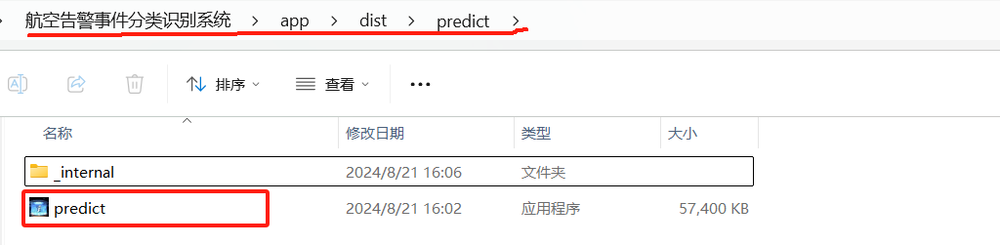 航空告警事件分类识别系统 > app > dist > predict >
排序 查看 •••
名称 修改日期 类型 大小
_internal 2024/8/21 16:06 文件夹
predict 2024/8/21 16:02 应用程序 57,400 KB